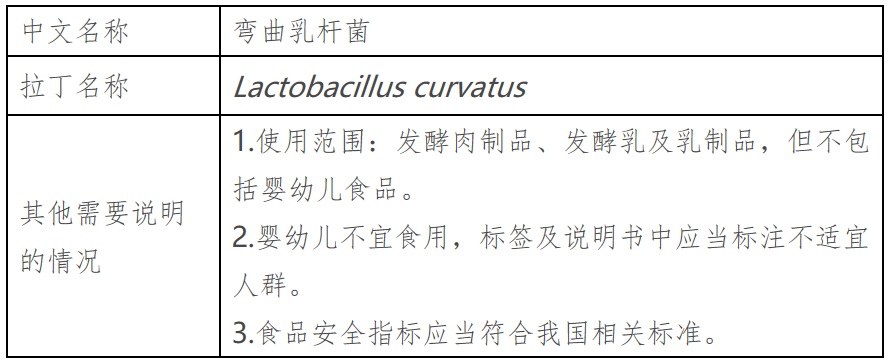 中文名称
弯曲乳杆菌
拉丁名称
Lactobacillus curvatus
其他需要说明
的情况
1.使用范围：发酵肉制品、发酵乳及乳制品，但不包
括婴幼儿食品。
2.婴幼儿不宜食用，标签及说明书中应当标注不适宜
人群。
3.食品安全指标应当符合我国相关标准。